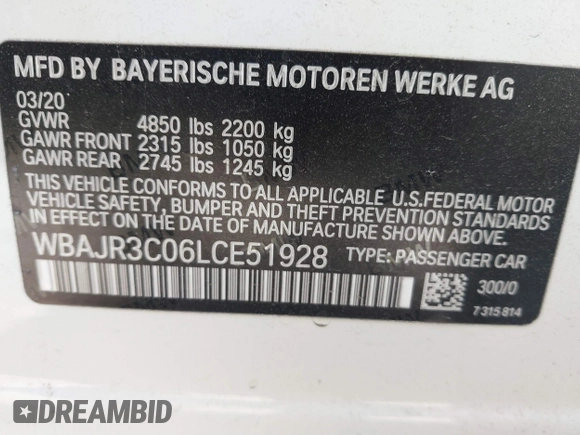 MFD BY BAYERISCHE MOTOREN WERKE AG
03/20
GVWR 4850 lbs 2200 kg
GAWR FRONT 2315 lbs 1050 kg
GAWR REAR 2745 lbs 1245 kg
THIS VEHICLE CONFORMS TO ALL APPLICABLE U.S.FEDERAL MOTOR
VEHICLE SAFETY, BUMPER AND THEFT PREVENTION STANDARDS
IN EFFECT ON THE DATE OF MANUFACTURE SHOWN ABOVE.
WBAJR3C06LCE51928 TYPE: PASSENGER CAR
300/0
7315814
DREAMBID